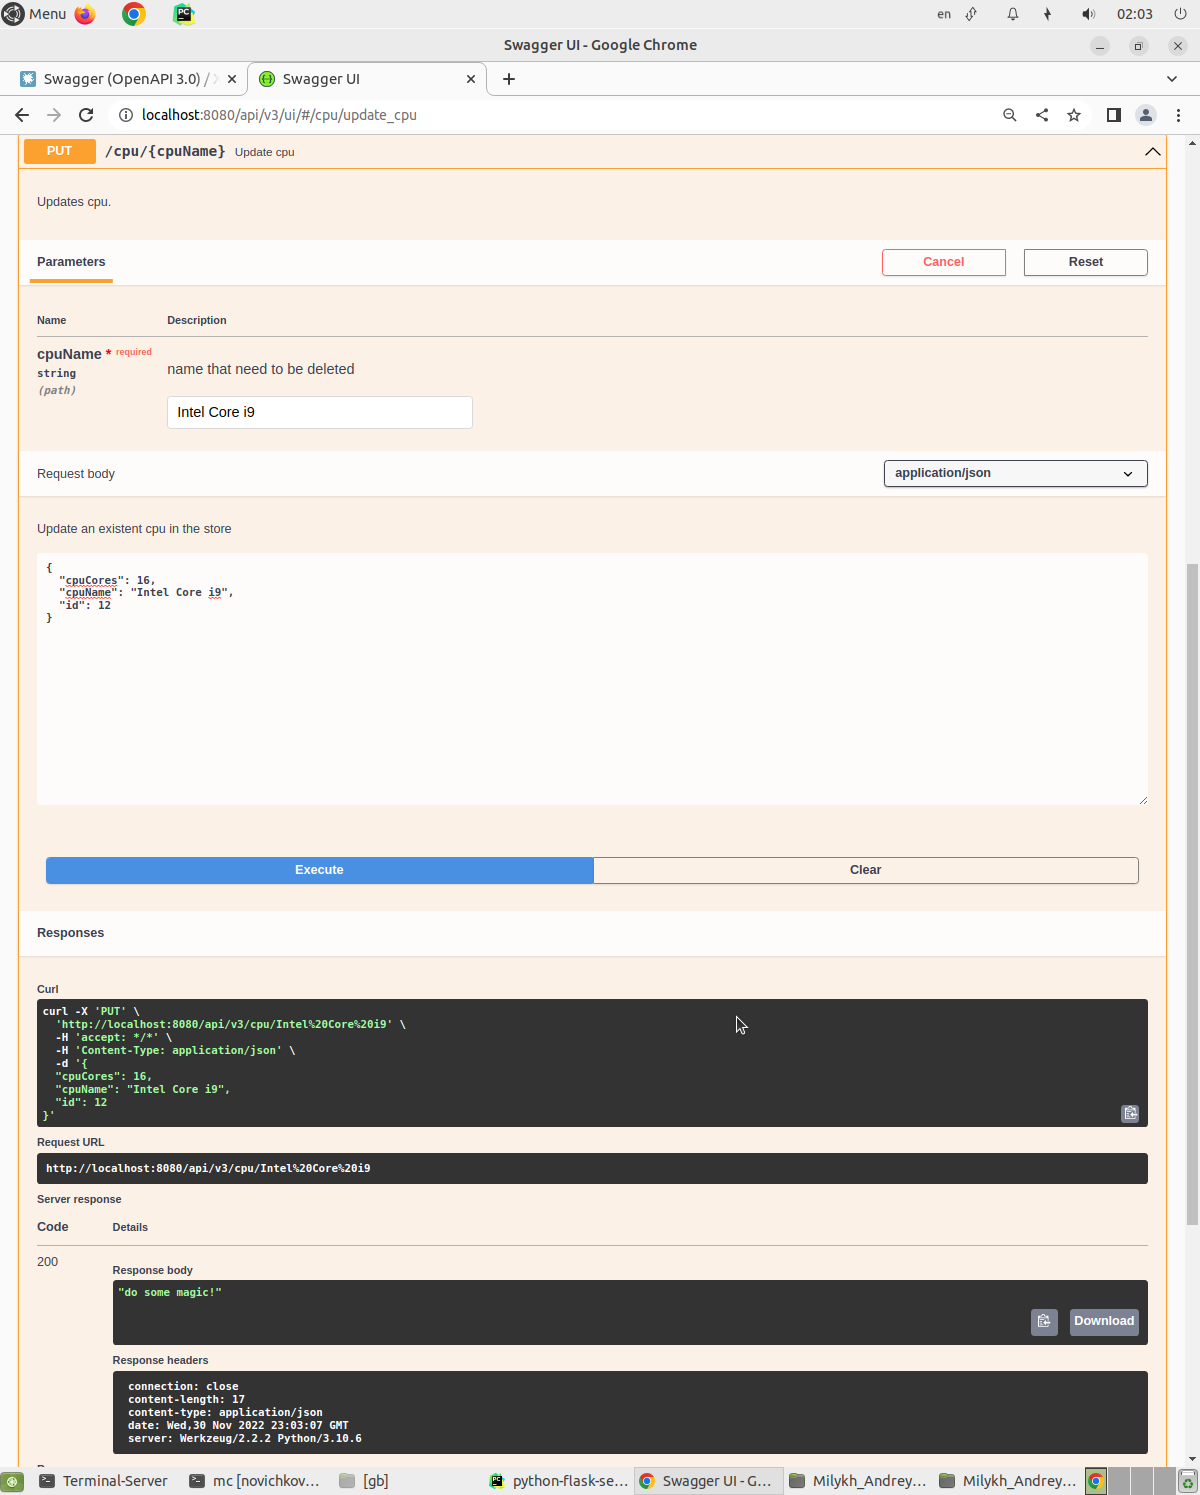 Menu
en
02:03
Swagger UI - Google Chrome
Swagger (OpenAPI 3.0) /
Swagger UI
localhost:8080/api/v3/ui/#/cpu/update_cpu
PUT /cpu/{cpuName} Update cpu
Updates cpu.
Parameters
Cancel
Reset
Name Description
cpuName * required
string
(path)
name that need to be deleted
Intel Core i9
Request body
application/json
Update an existent cpu in the store
{
"cpuCores": 16,
"cpuName": "Intel Core i9",
"id": 12
}
Execute
Clear
Responses
Curl
curl -X 'PUT' \
'http://localhost:8080/api/v3/cpu/Intel%20Core%20i9' \
-H 'accept: */*' \
-H 'Content-Type: application/json' \
-d '{
"cpuCores": 16,
"cpuName": "Intel Core i9",
"id": 12
}'
Request URL
http://localhost:8080/api/v3/cpu/Intel%20Core%20i9
Server response
Code Details
200
Response body
"do some magic!"
Download
Response headers
connection: close
content-length: 17
content-type: application/json
date: Wed,30 Nov 2022 23:03:07 GMT
server: Werkzeug/2.2.2 Python/3.10.6
Terminal-Server
mc [novichkov...
[gb]
python-flask-se...
Swagger UI - G...
Milykh_Andrey...
Milykh_Andrey...